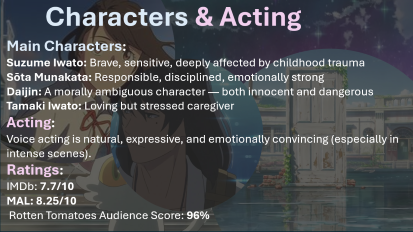 Characters & Acting
Main Characters:
Suzume Iwato: Brave, sensitive, deeply affected by childhood trauma
Sōta Munakata: Responsible, disciplined, emotionally strong
Daijin: A morally ambiguous character — both innocent and dangerous
Tamaki Iwato: Loving but stressed caregiver
Acting:
Voice acting is natural, expressive, and emotionally convincing (especially in
intense scenes).
Ratings:
IMDb: 7.7/10
MAL: 8.25/10
Rotten Tomatoes Audience Score: 96%